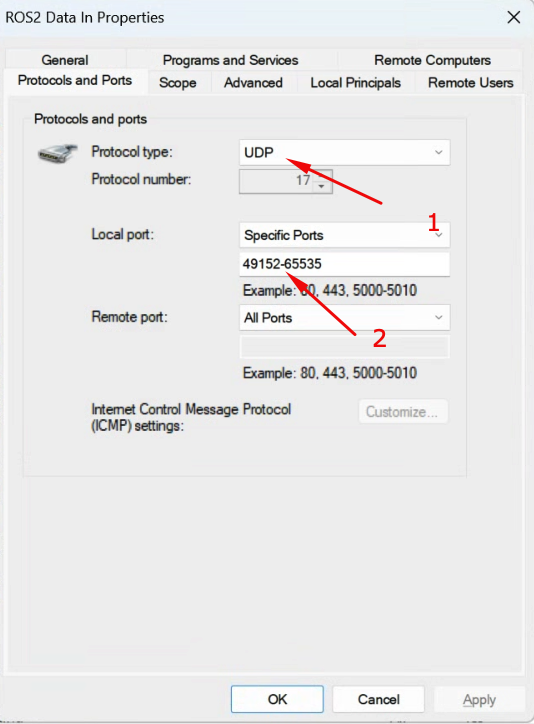 ROS2 Data In Properties
General Programs and Services Remote Computers
Protocols and Ports Scope Advanced Local Principals Remote Users
Protocols and ports
Protocol type: UDP
Protocol number: 17
1
Local port: Specific Ports
49152-65535
Example: 80, 443, 5000-5010
Remote port: All Ports
2
Example: 80, 443, 5000-5010
Internet Control Message Protocol
(ICMP) settings: Customize...
OK Cancel Apply